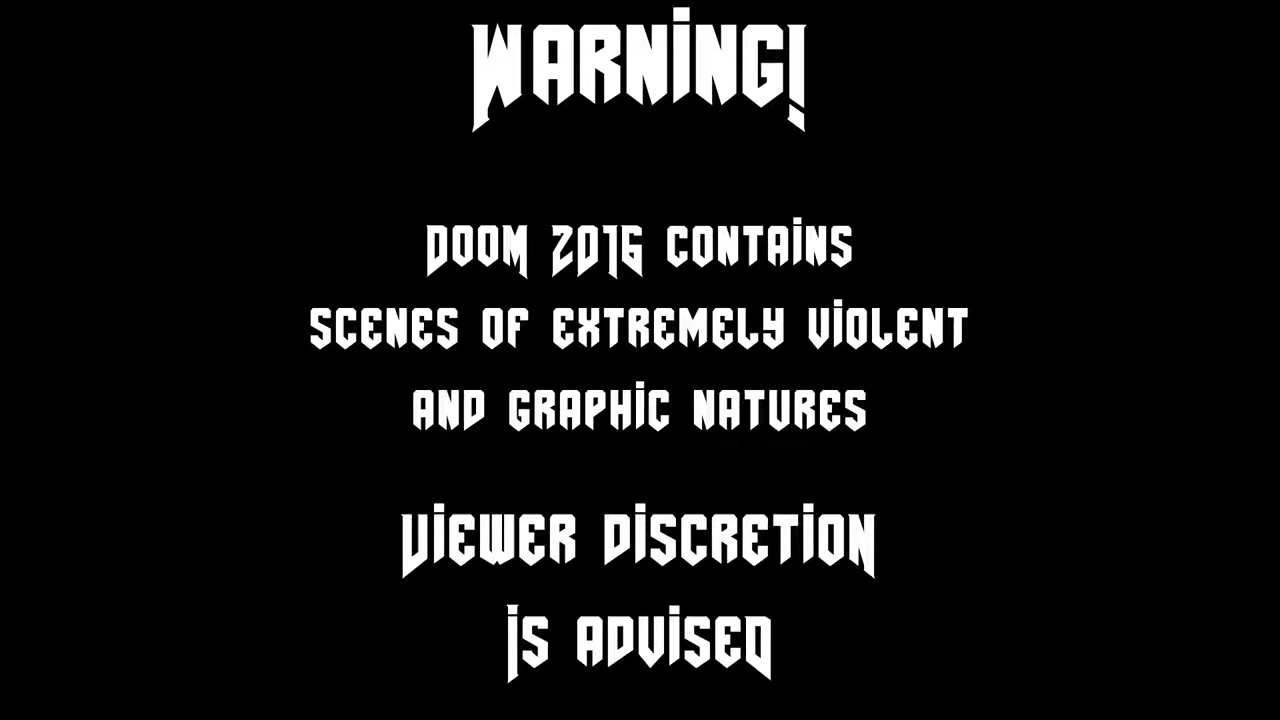 WARNING!
DOOM 2016 CONTAINS
SCENES OF EXTREMELY VIOLENT
AND GRAPHIC NATURES
VIEWER DISCRETION
IS ADVISED